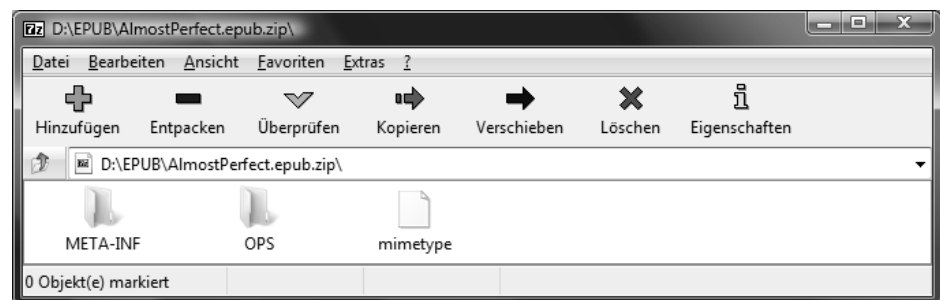 7z D:\EPUB\AlmostPerfect.epub.zip\
Datei Bearbeiten Ansicht Favoriten Extras ?
Hinzufügen Entpacken Überprüfen Kopieren Verschieben Löschen Eigenschaften
D:\EPUB\AlmostPerfect.epub.zip\
META-INF OPS mimetype
0 Objekt(e) markiert